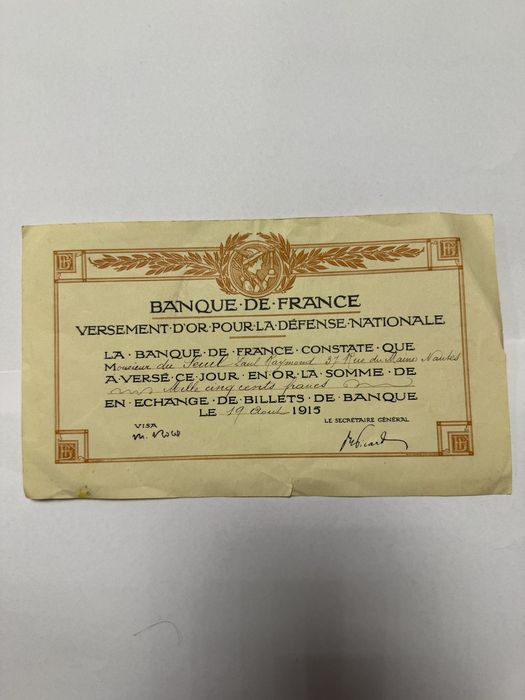 BANQUE·DE·FRANCE
VERSEMENT·D'OR·POUR·LA·DÉFENSE·NATIONALE
LA·BANQUE·DE·FRANCE·CONSTATE·QUE
Monsieur du Paul Raymond 37 Rue du Maine Nantes
A·VERSÉ·CE·JOUR·EN·OR·LA·SOMME·DE
Mille cinq cents francs
EN·ECHANGE·DE·BILLETS·DE·BANQUE
LE 19 Aout 1915
VISA
LE SECRÉTAIRE GÉNÉRAL